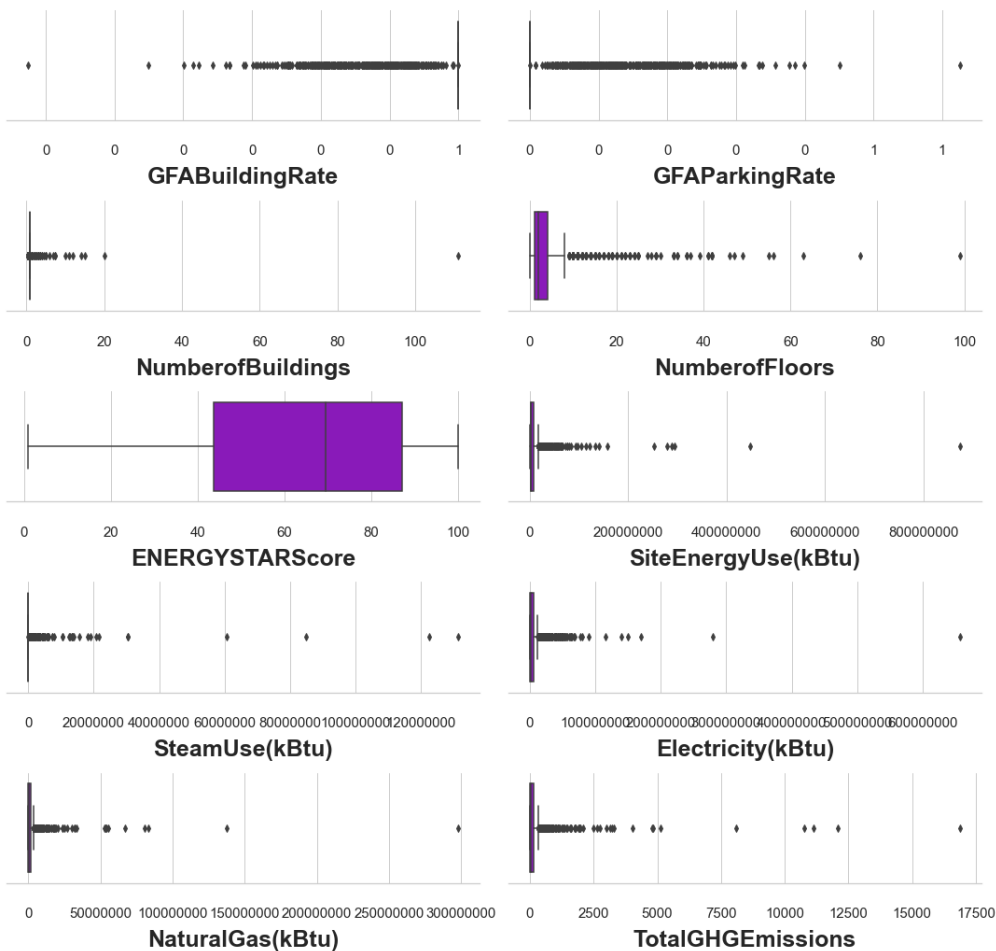 0 0 0 0 0 0 1
GFABuildingRate
0 0 0 0 0 1 1
GFAParkingRate
0 20 40 60 80 100
NumberofBuildings
0 20 40 60 80 100
NumberofFloors
0 20 40 60 80 100
ENERGYSTARScore
0 200000000 400000000 600000000 800000000
SiteEnergyUse(kBtu)
0 20000000 40000000 60000000 80000000 100000000 120000000
SteamUse(kBtu)
0 100000000 200000000 300000000 400000000 500000000 600000000
Electricity(kBtu)
0 50000000 100000000 150000000 200000000 250000000 300000000
NaturalGas(kBtu)
0 2500 5000 7500 10000 12500 15000 17500
TotalGHGEmissions